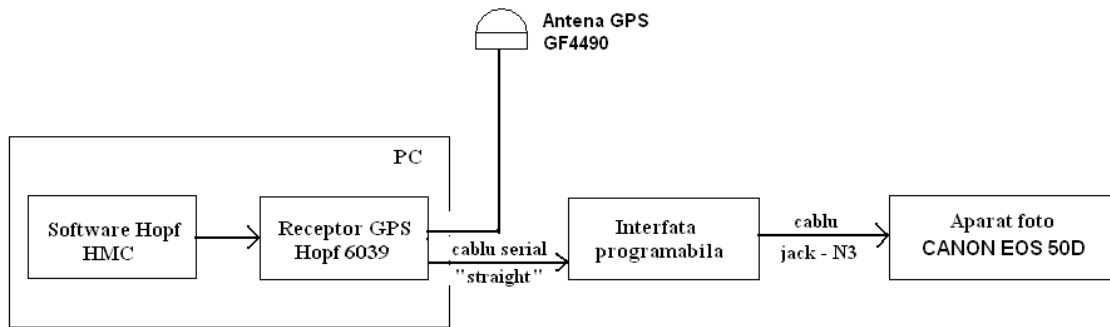 Antena GPS
GF4490
PC
Software Hopf
HMC
Receptor GPS
Hopf 6039
cablu serial
"straight"
Interfata
programabila
cablu
jack - N3
Aparat foto
CANON EOS 50D